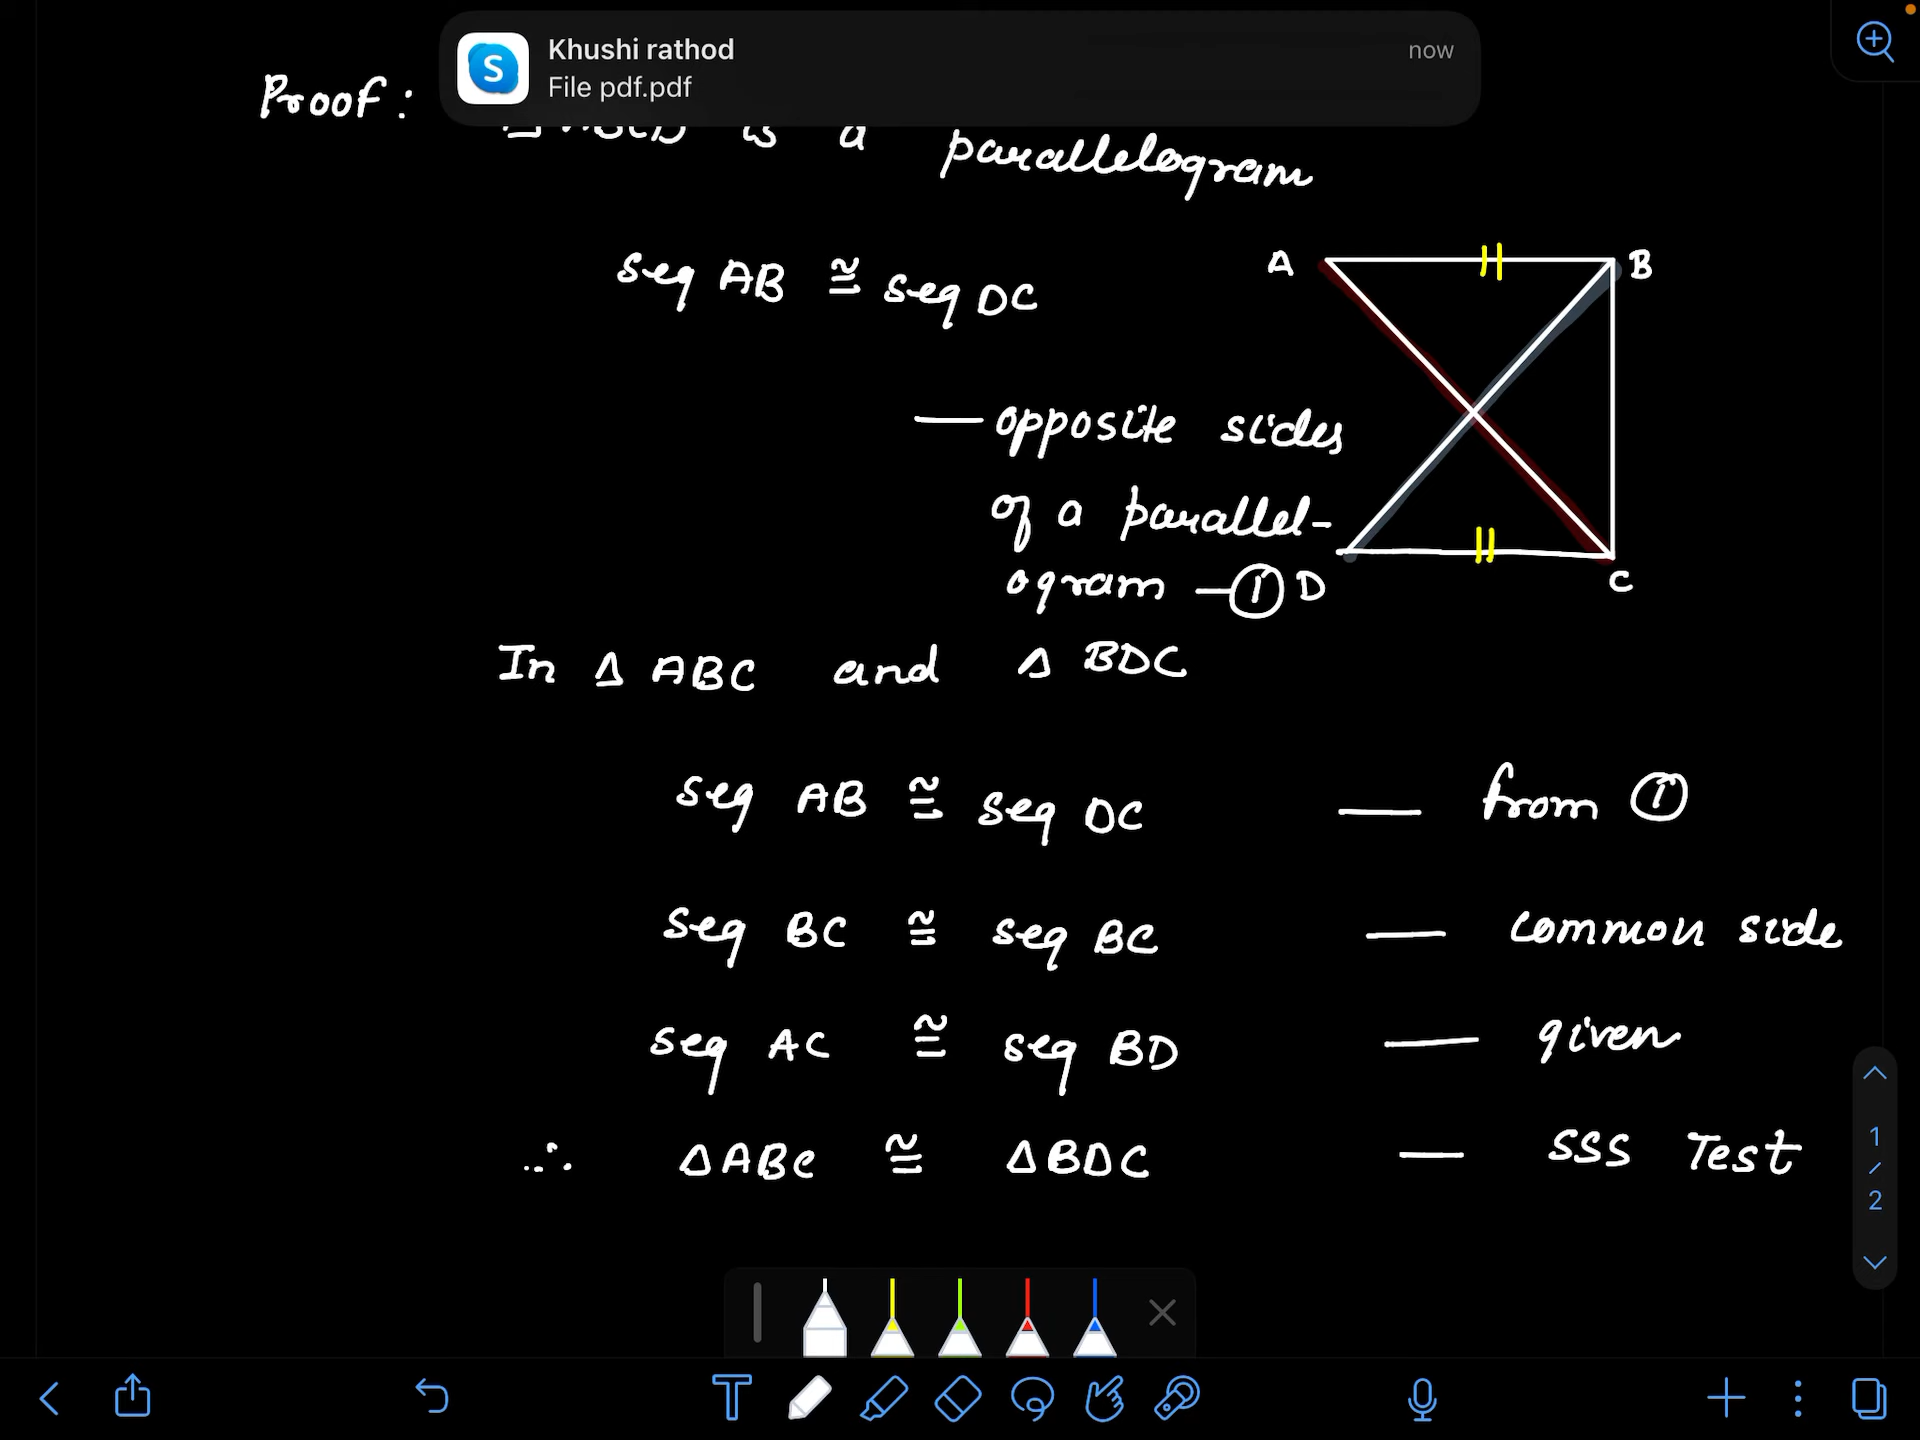 Khushi rathod
now
File pdf.pdf
Proof :
is a parallelogram
A
B
seg AB ≅ seg DC
— opposite sides
of a parallel-
ogram — ① D
C
In Δ ABC and Δ BDC
seg AB ≅ seg DC — from ①
seg BC ≅ seg BC — common side
seg AC ≅ seg BD — given
∴ ΔABC ≅ ΔBDC — SSS Test
1
/
2